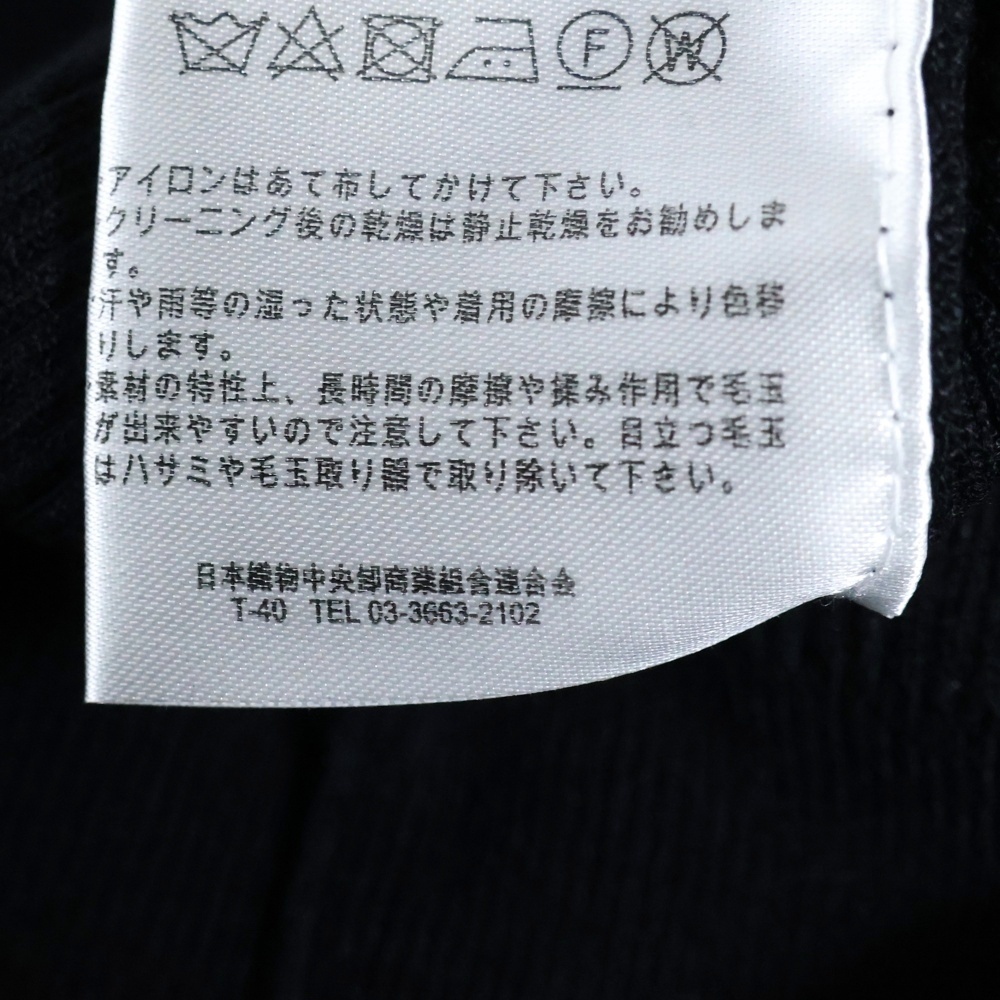 F W
アイロンはあて布してかけて下さい。
クリーニング後の乾燥は静止乾燥をお勧めしま
す。
・汗や雨等の湿った状態や着用の摩擦により色移
りします。
・素材の特性上、長時間の摩擦や揉み作用で毛玉
が出来やすいので注意して下さい。目立つ毛玉
はハサミや毛玉取り器で取り除いて下さい。
日本織物中央卸商業組合連合会
T-40 TEL 03-3663-2102